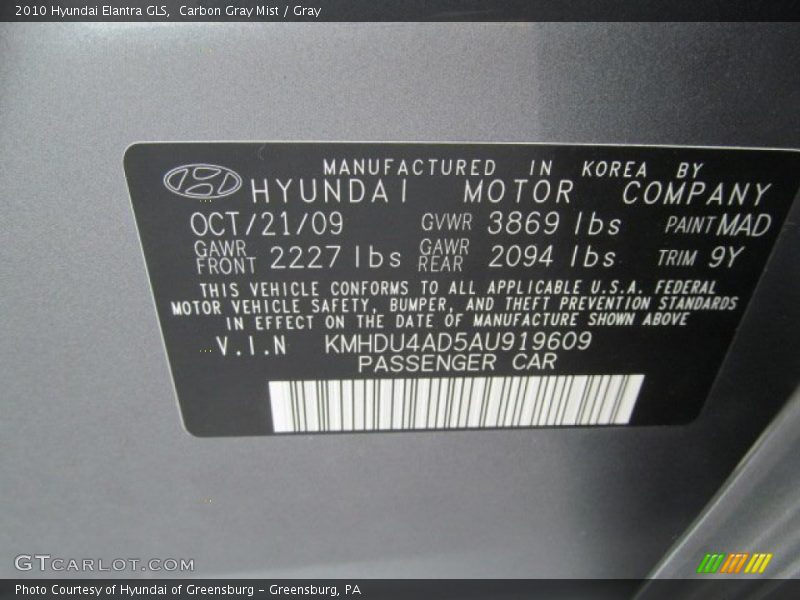 2010 Hyundai Elantra GLS,  Carbon Gray Mist / Gray
MANUFACTURED IN KOREA BY
HYUNDAI MOTOR COMPANY
OCT/21/09 GVWR 3869 lbs PAINT MAD
GAWR FRONT 2227 lbs GAWR REAR 2094 lbs TRIM 9Y
THIS VEHICLE CONFORMS TO ALL APPLICABLE U.S.A. FEDERAL
MOTOR VEHICLE SAFETY, BUMPER, AND THEFT PREVENTION STANDARDS
IN EFFECT ON THE DATE OF MANUFACTURE SHOWN ABOVE
V.I.N KMHDU4AD5AU919609
PASSENGER CAR
GTCARLOT.COM
Photo Courtesy of Hyundai of Greensburg - Greensburg, PA